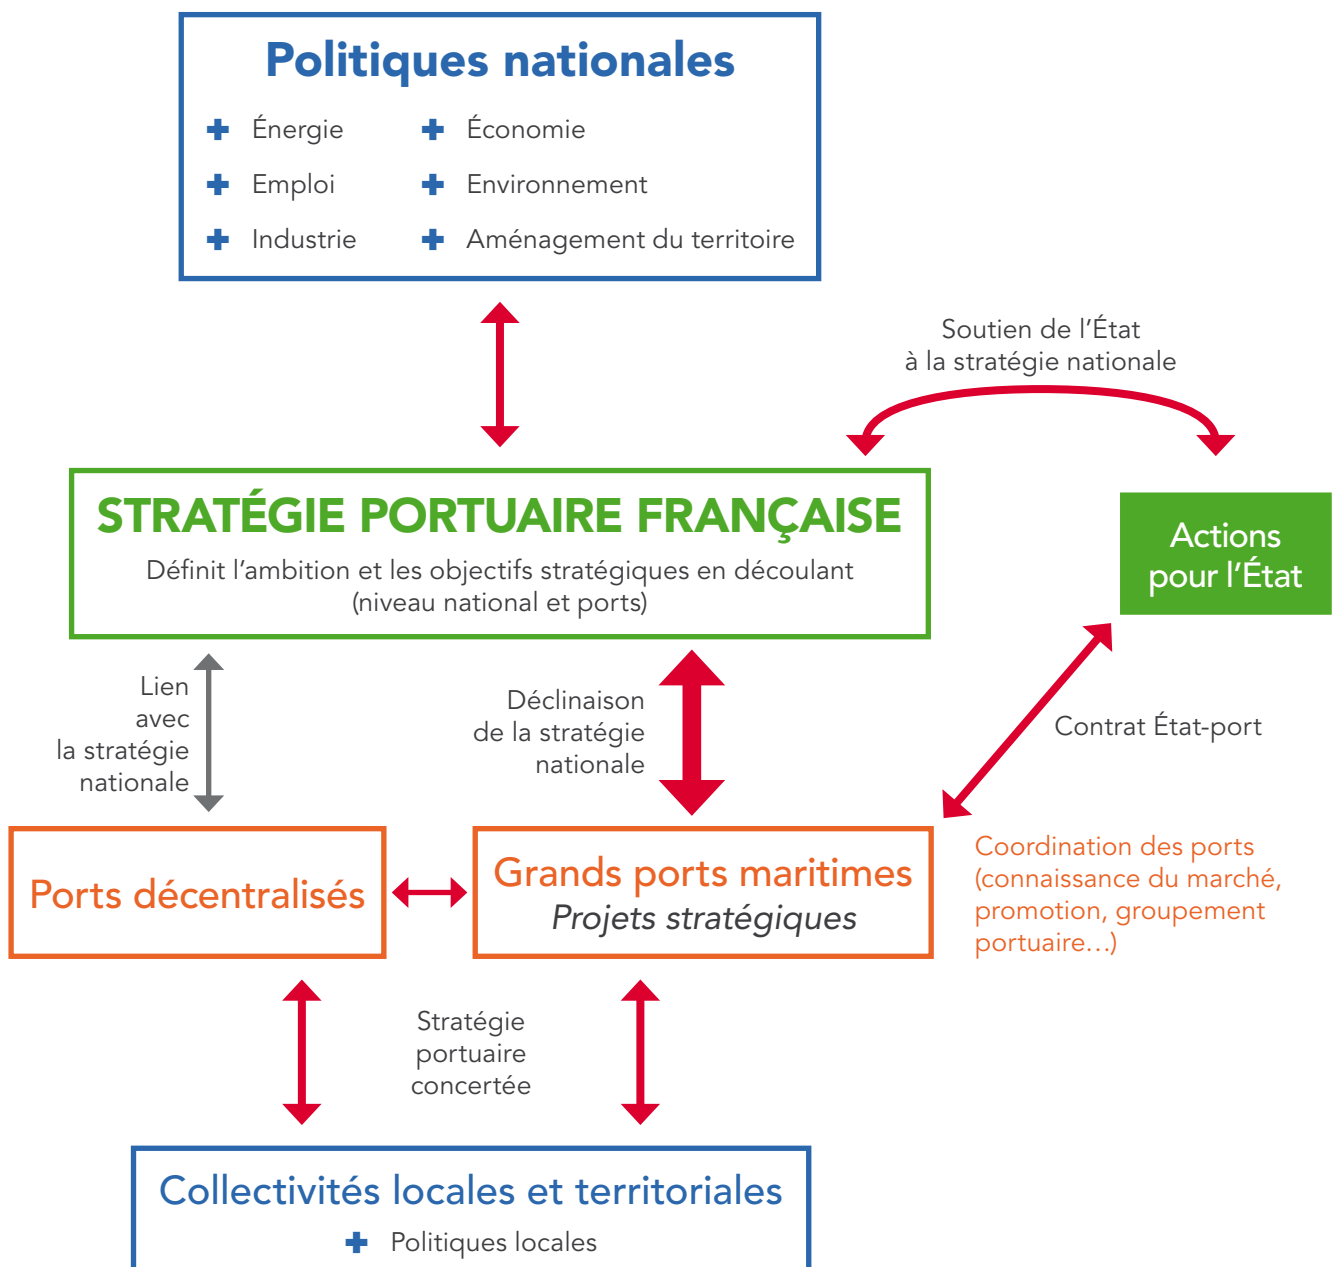 Politiques nationales
Énergie
Économie
Emploi
Environnement
Industrie
Aménagement du territoire
Soutien de l’État
à la stratégie nationale
STRATÉGIE PORTUAIRE FRANÇAISE
Définit l’ambition et les objectifs stratégiques en découlant
(niveau national et ports)
Actions
pour l’État
Lien
avec
la stratégie
nationale
Déclinaison
de la stratégie
nationale
Contrat État-port
Ports décentralisés
Grands ports maritimes
Projets stratégiques
Coordination des ports
(connaissance du marché,
promotion, groupement
portuaire…)
Stratégie
portuaire
concertée
Collectivités locales et territoriales
Politiques locales